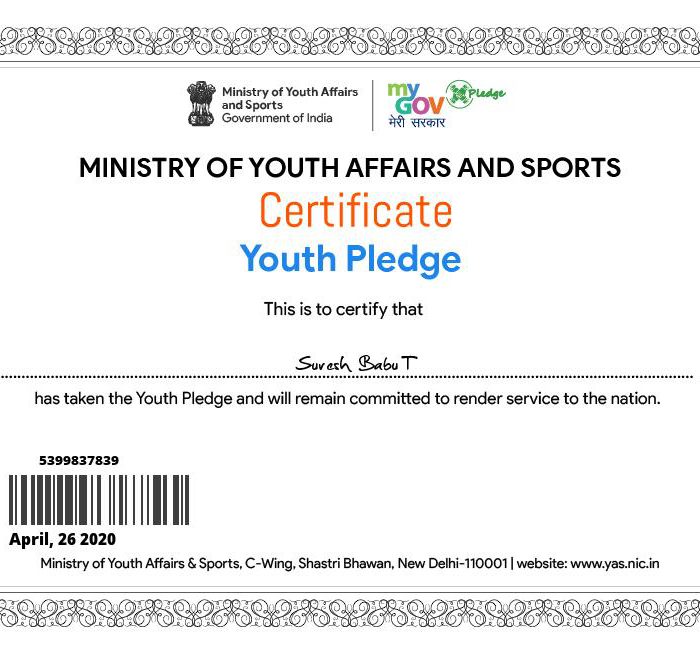 Ministry of Youth Affairs
and Sports
Government of India
my
GOV
मेरी सरकार
Pledge
MINISTRY OF YOUTH AFFAIRS AND SPORTS
Certificate
Youth Pledge
This is to certify that
Suresh Babu T
has taken the Youth Pledge and will remain committed to render service to the nation.
5399837839
April, 26 2020
Ministry of Youth Affairs & Sports, C-Wing, Shastri Bhawan, New Delhi-110001 | website: www.yas.nic.in